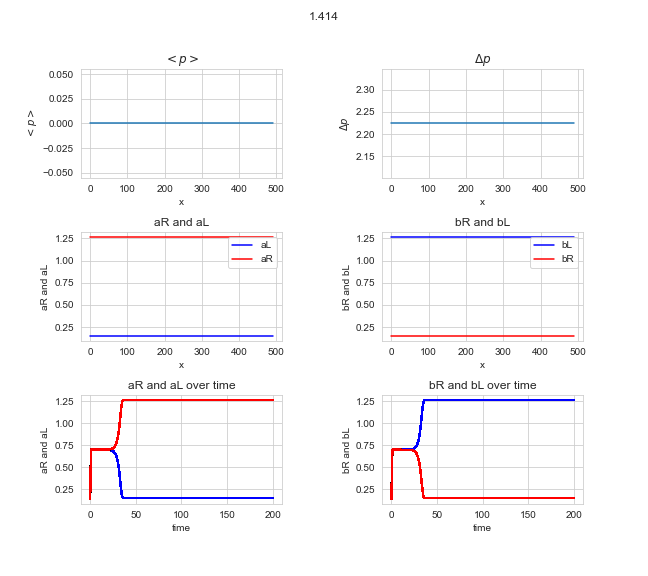 1.414
< p >
Δp
0.050
0.025
0.000
−0.025
−0.050
< p >
0 100 200 300 400 500
x
2.30
2.25
2.20
2.15
Δp
0 100 200 300 400 500
x
aR and aL
bR and bL
1.25
1.00
0.75
0.50
0.25
aR and aL
aL
aR
0 100 200 300 400 500
x
1.25
1.00
0.75
0.50
0.25
bR and bL
bL
bR
0 100 200 300 400 500
x
aR and aL over time
bR and bL over time
1.25
1.00
0.75
0.50
0.25
aR and aL
0 50 100 150 200
time
1.25
1.00
0.75
0.50
0.25
bR and bL
0 50 100 150 200
time